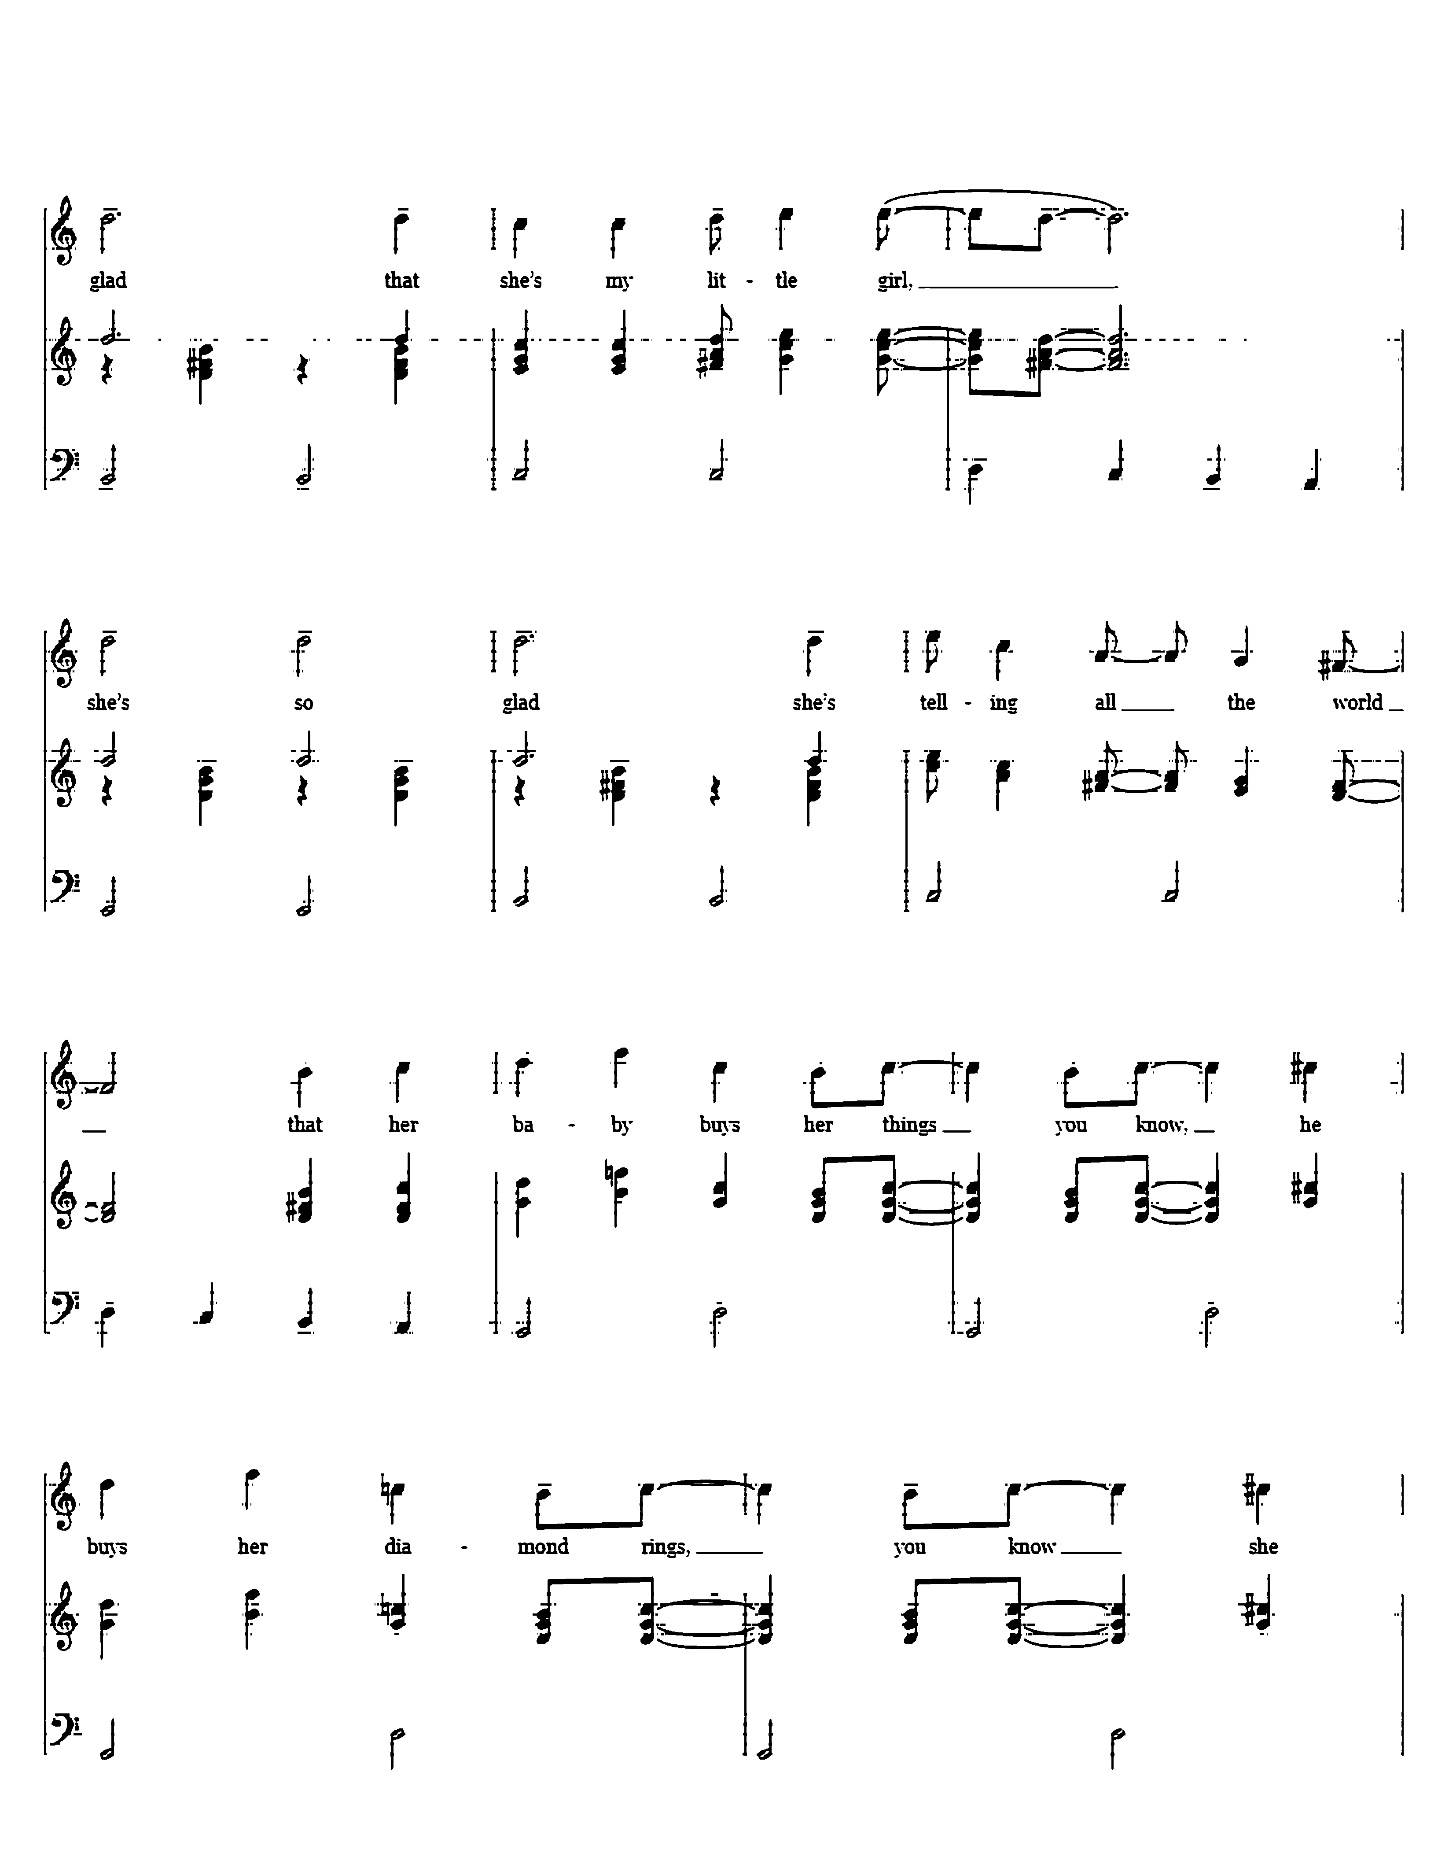 glad that she's my lit - tle girl,
she's so glad she's tell - ing all the world
that her ba - by buys her things you know, he
buys her dia - mond rings, you know she